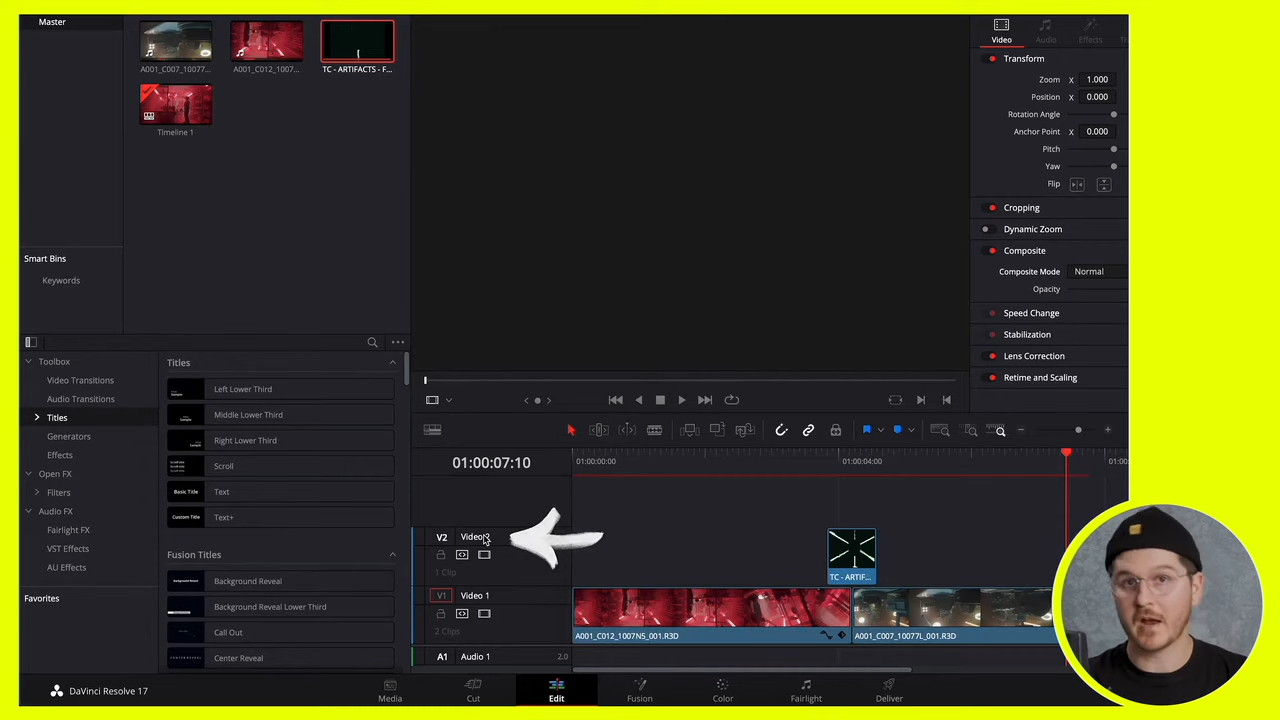 Master
A001_C007_10077...
A001_C012_1007...
TC - ARTIFACTS - F...
Timeline 1
Smart Bins
Keywords
Toolbox
Video Transitions
Audio Transitions
Titles
Generators
Effects
Open FX
Filters
Audio FX
Fairlight FX
VST Effects
AU Effects
Favorites
Titles
Left Lower Third
Middle Lower Third
Right Lower Third
Scroll
Basic Title
Text
Custom Title
Text+
Fusion Titles
Background Reveal
Background Reveal Lower Third
Call Out
Center Reveal
Video
Audio
Effects
Transform
Zoom X 1.000
Position X 0.000
Rotation Angle
Anchor Point X 0.000
Pitch
Yaw
Flip
Cropping
Dynamic Zoom
Composite
Composite Mode Normal
Opacity
Speed Change
Stabilization
Lens Correction
Retime and Scaling
01:00:07:10
01:00:00:00
01:00:04:00
V2 Video 2
1 Clip
TC - ARTIF...
V1 Video 1
2 Clips
A001_C012_1007N5_001.R3D
A001_C007_10077L_001.R3D
A1 Audio 1 2.0
DaVinci Resolve 17
Media
Cut
Edit
Fusion
Color
Fairlight
Deliver